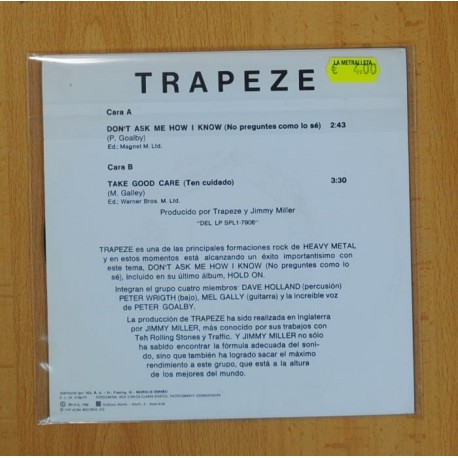 LA METRALLETA
€ 4,00
TRAPEZE
Cara A
DON'T ASK ME HOW I KNOW (No preguntes como lo sé) 2:43
(P. Goalby)
Ed.: Magnet M. Ltd.
Cara B
TAKE GOOD CARE (Ten cuidado) 3:30
(M. Galley)
Ed.: Warner Bros. M. Ltd.
Producido por Trapeze y Jimmy Miller
"DEL LP SPL1-7906"
TRAPEZE es una de las principales formaciones rock de HEAVY METAL
y en estos momentos está alcanzando un éxito importantísimo con
este tema, DON'T ASK ME HOW I KNOW (No preguntes como lo
sé), incluido en su último álbum, HOLD ON.
Integran el grupo cuatro miembros: DAVE HOLLAND (percusión)
PETER WRIGTH (bajo), MEL GALLY (guitarra) y la increíble voz
de PETER GOALBY.
La producción de TRAPEZE ha sido realizada en Inglaterra
por JIMMY MILLER, más conocido por sus trabajos con
Teh Rolling Stones y Traffic. Y JIMMY MILLER no sólo
ha sabido encontrar la fórmula adecuada del soni-
do, sino que también ha logrado sacar el máximo
rendimiento a este grupo, que está a la altura
de los mejores del mundo.